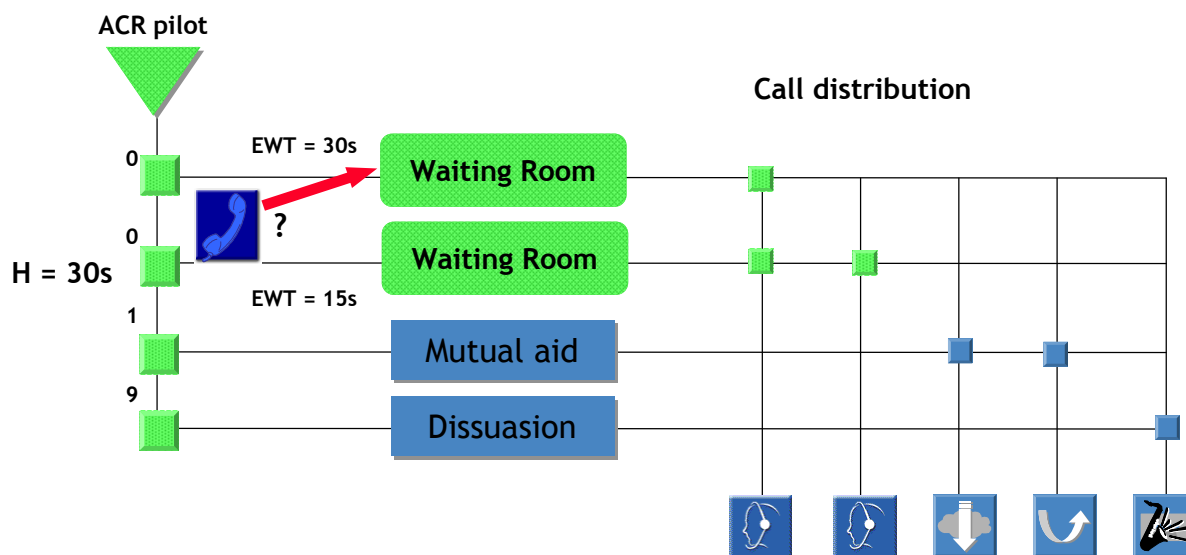 ACR pilot
Call distribution
0
EWT = 30s
Waiting Room
?
0
Waiting Room
H = 30s
EWT = 15s
1
Mutual aid
9
Dissuasion